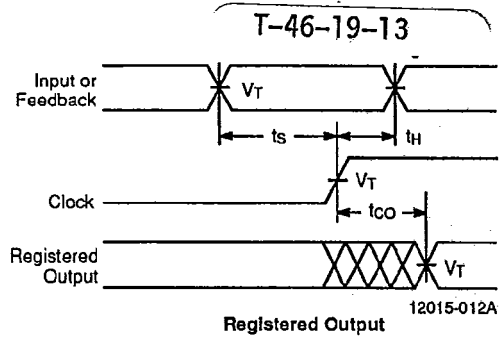 T-46-19-13
Input or
Feedback
VT
tS
tH
Clock
VT
tCO
Registered
Output
VT
12015-012A
Registered Output